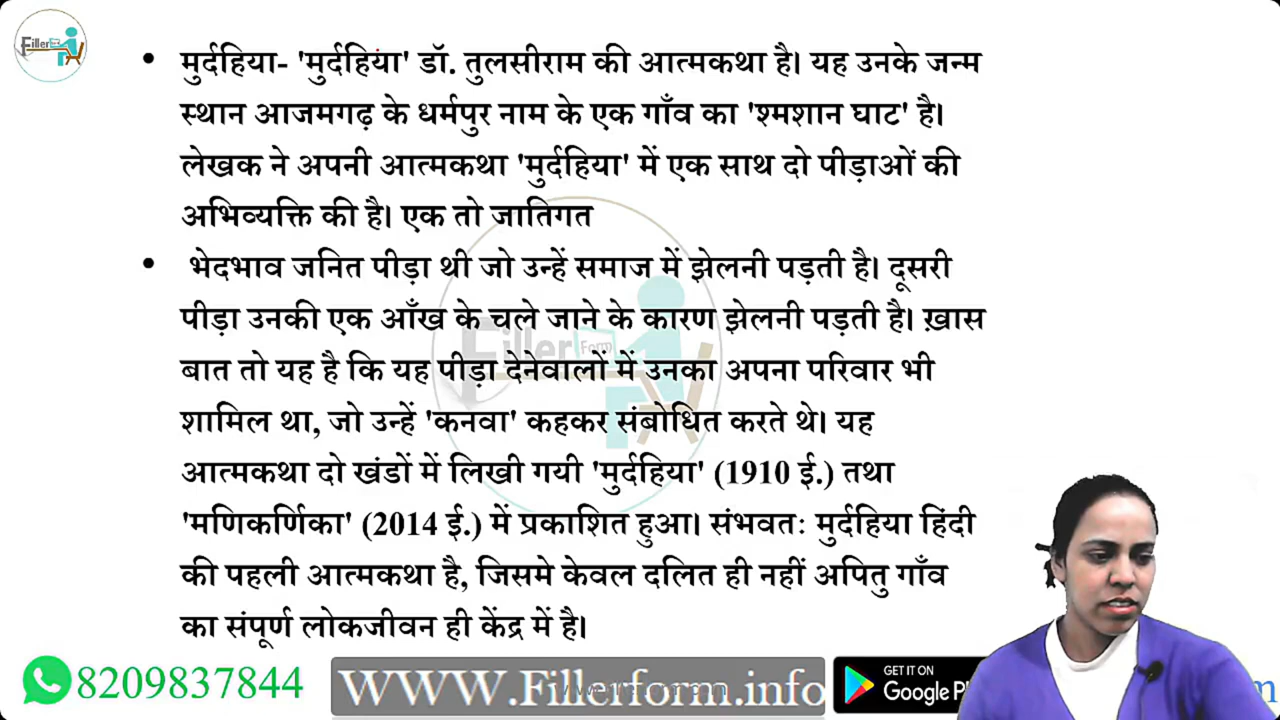 Filler Form
मुर्दहिया- 'मुर्दहिया' डॉ. तुलसीराम की आत्मकथा है। यह उनके जन्म
स्थान आजमगढ़ के धर्मपुर नाम के एक गाँव का 'श्मशान घाट' है।
लेखक ने अपनी आत्मकथा 'मुर्दहिया' में एक साथ दो पीड़ाओं की
अभिव्यक्ति की है। एक तो जातिगत
भेदभाव जनित पीड़ा थी जो उन्हें समाज में झेलनी पड़ती है। दूसरी
पीड़ा उनकी एक आँख के चले जाने के कारण झेलनी पड़ती है। ख़ास
बात तो यह है कि यह पीड़ा देनेवालों में उनका अपना परिवार भी
शामिल था, जो उन्हें 'कनवा' कहकर संबोधित करते थे। यह
आत्मकथा दो खंडों में लिखी गयी 'मुर्दहिया' (1910 ई.) तथा
'मणिकर्णिका' (2014 ई.) में प्रकाशित हुआ। संभवतः मुर्दहिया हिंदी
की पहली आत्मकथा है, जिसमे केवल दलित ही नहीं अपितु गाँव
का संपूर्ण लोकजीवन ही केंद्र में है।
Filler Form
8209837844
WWW.Fillerform.info
GET IT ON
Google